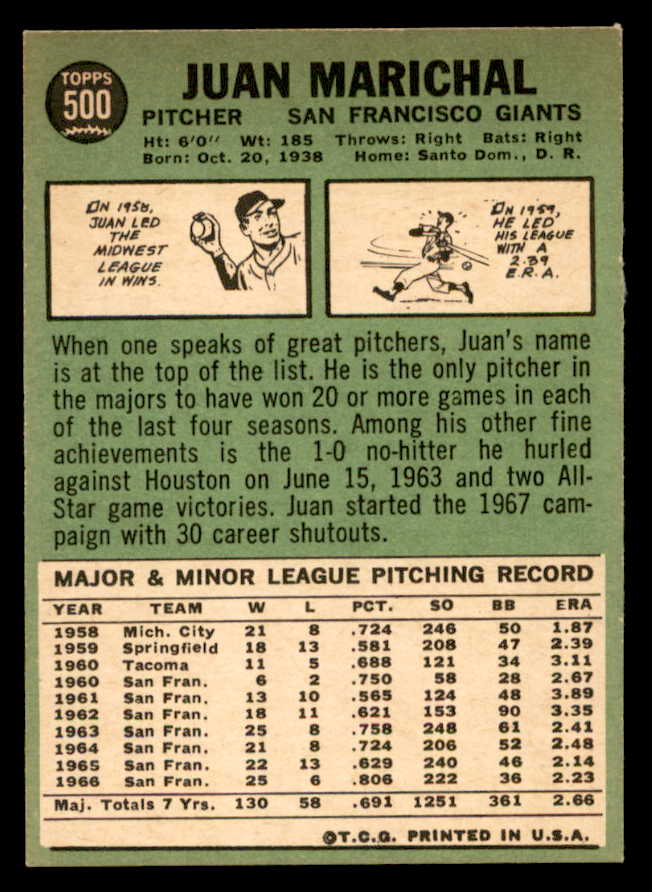 TOPPS
500
JUAN MARICHAL
PITCHER SAN FRANCISCO GIANTS
Ht: 6'0" Wt: 185 Throws: Right Bats: Right
Born: Oct. 20, 1938 Home: Santo Dom., D. R.
IN 1958,
JUAN LED
THE
MIDWEST
LEAGUE
IN WINS.
IN 1959,
HE LED
HIS LEAGUE
WITH A
2.39
E.R.A.
When one speaks of great pitchers, Juan's name
is at the top of the list. He is the only pitcher in
the majors to have won 20 or more games in each
of the last four seasons. Among his other fine
achievements is the 1-0 no-hitter he hurled
against Houston on June 15, 1963 and two All-
Star game victories. Juan started the 1967 cam-
paign with 30 career shutouts.
MAJOR & MINOR LEAGUE PITCHING RECORD
YEAR TEAM W L PCT. SO BB ERA
1958 Mich. City 21 8 .724 246 50 1.87
1959 Springfield 18 13 .581 208 47 2.39
1960 Tacoma 11 5 .688 121 34 3.11
1960 San Fran. 6 2 .750 58 28 2.67
1961 San Fran. 13 10 .565 124 48 3.89
1962 San Fran. 18 11 .621 153 90 3.35
1963 San Fran. 25 8 .758 248 61 2.41
1964 San Fran. 21 8 .724 206 52 2.48
1965 San Fran. 22 13 .629 240 46 2.14
1966 San Fran. 25 6 .806 222 36 2.23
Maj. Totals 7 Yrs. 130 58 .691 1251 361 2.66
©T.C.G. PRINTED IN U.S.A.